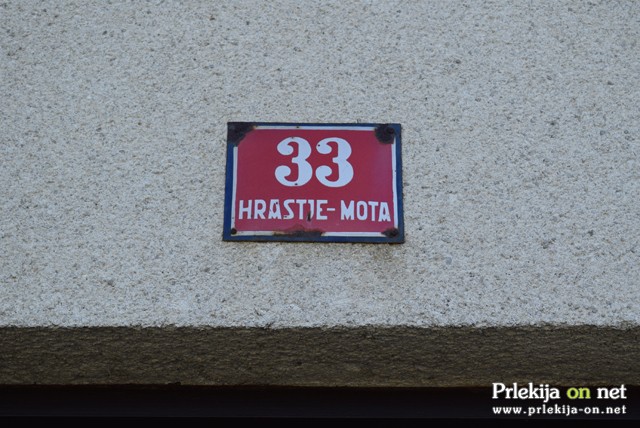 33
HRASTJE-MOTA
Prlekija on net
www.prlekija-on.net